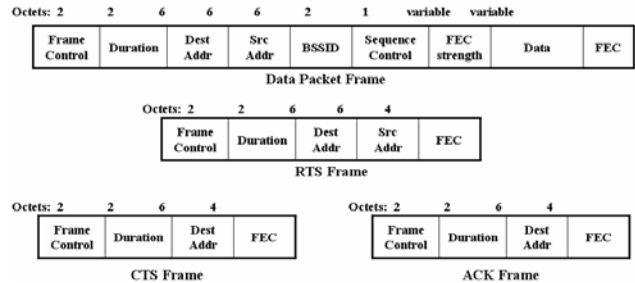 Octets: 2 2 6 6 6 2 1 variable variable
Frame Control Duration Dest Addr Src Addr BSSID Sequence Control FEC strength Data FEC
Data Packet Frame
Octets: 2 2 6 6 4
Frame Control Duration Dest Addr Src Addr FEC
RTS Frame
Octets: 2 2 6 4
Frame Control Duration Dest Addr FEC
CTS Frame
Octets: 2 2 6 4
Frame Control Duration Dest Addr FEC
ACK Frame